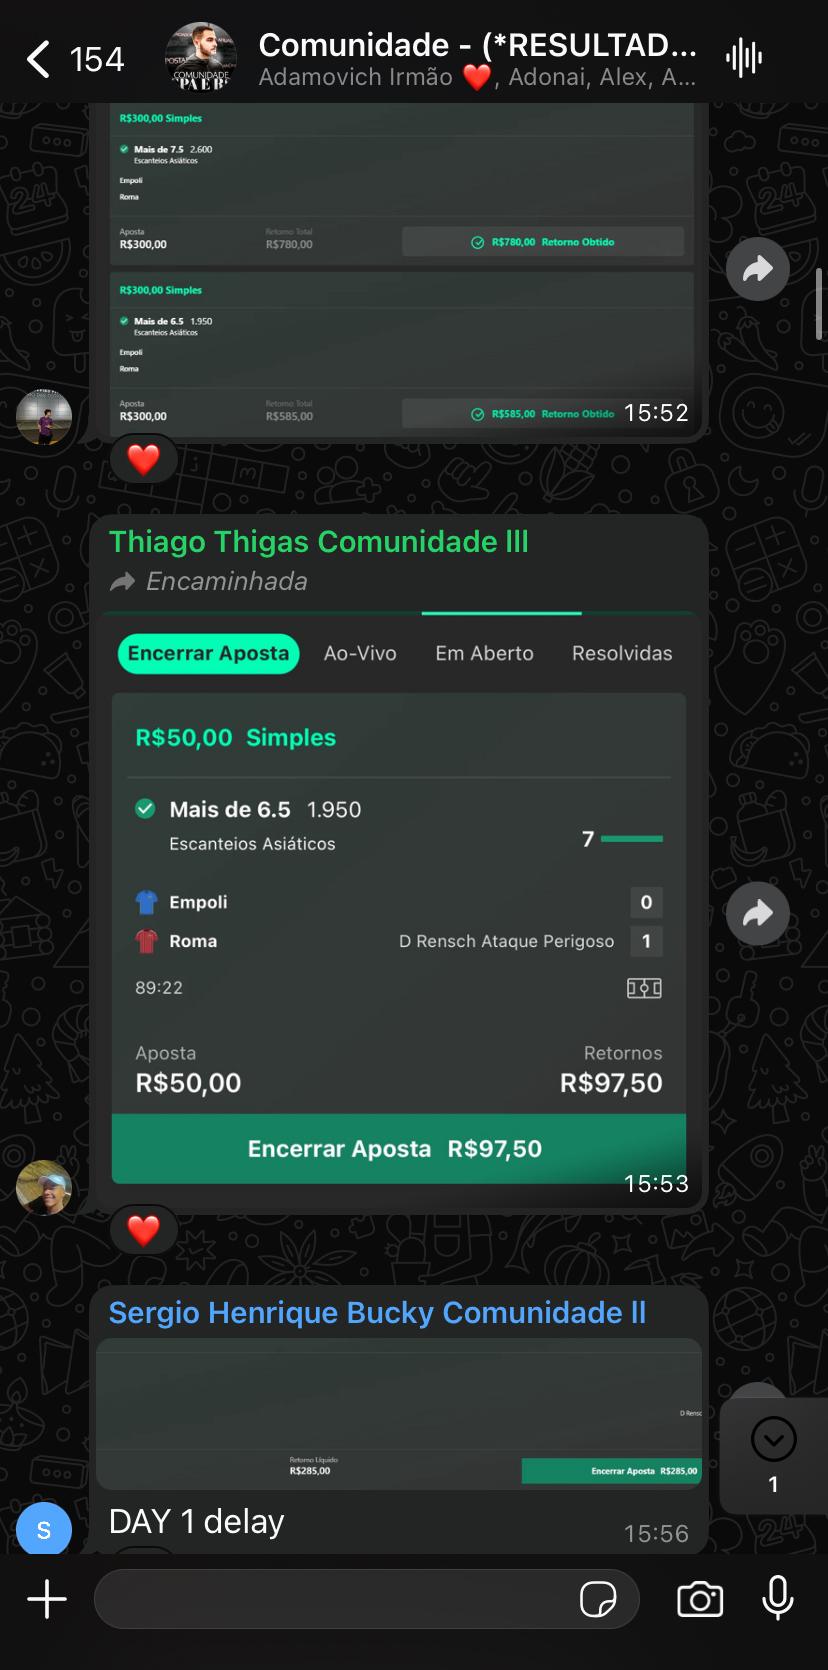 154
Comunidade - (*RESULTAD...
Adamovich Irmão ❤️, Adonai, Alex, A...
COMUNIDADE
R$300,00 Simples
Mais de 7.5 2.600
Escanteios Asiáticos
Empoli
Roma
Aposta Retorno Total
R$300,00 R$780,00 R$780,00 Retorno Obtido
R$300,00 Simples
Mais de 6.5 1.950
Escanteios Asiáticos
Empoli
Roma
Aposta Retorno Total
R$300,00 R$585,00 R$585,00 Retorno Obtido 15:52
❤️
Thiago Thigas Comunidade lll
Encaminhada
Encerrar Aposta Ao-Vivo Em Aberto Resolvidas
R$50,00 Simples
Mais de 6.5 1.950
Escanteios Asiáticos 7
Empoli 0
Roma D Rensch Ataque Perigoso 1
89:22
Aposta Retornos
R$50,00 R$97,50
Encerrar Aposta R$97,50
15:53
❤️
Sergio Henrique Bucky Comunidade ll
D Rensc
Retorno Líquido
R$285,00 Encerrar Aposta R$285,00
1
S
DAY 1 delay
15:56